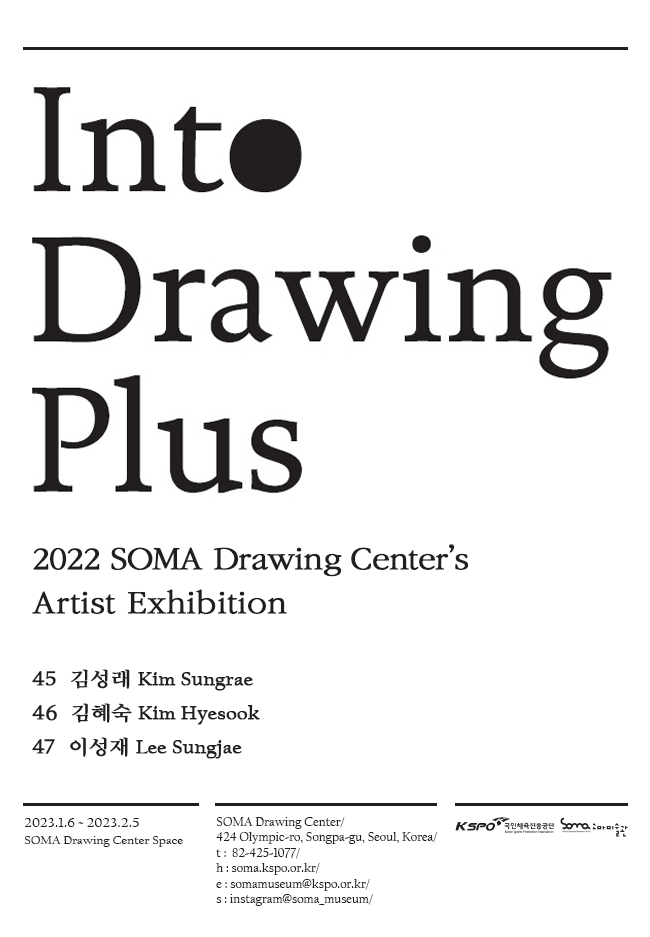 Into
Drawing
Plus
2022 SOMA Drawing Center's
Artist Exhibition
45 김성래 Kim Sungrae
46 김혜숙 Kim Hyesook
47 이성재 Lee Sungjae
2023.1.6 ~ 2023.2.5
SOMA Drawing Center Space
SOMA Drawing Center/
424 Olympic-ro, Songpa-gu, Seoul, Korea/
t : 82-425-1077/
h : soma.kspo.or.kr/
e : somamuseum@kspo.or.kr/
s : instagram@soma_museum/
KSPO 국민체육진흥공단
Soma 소마미술관